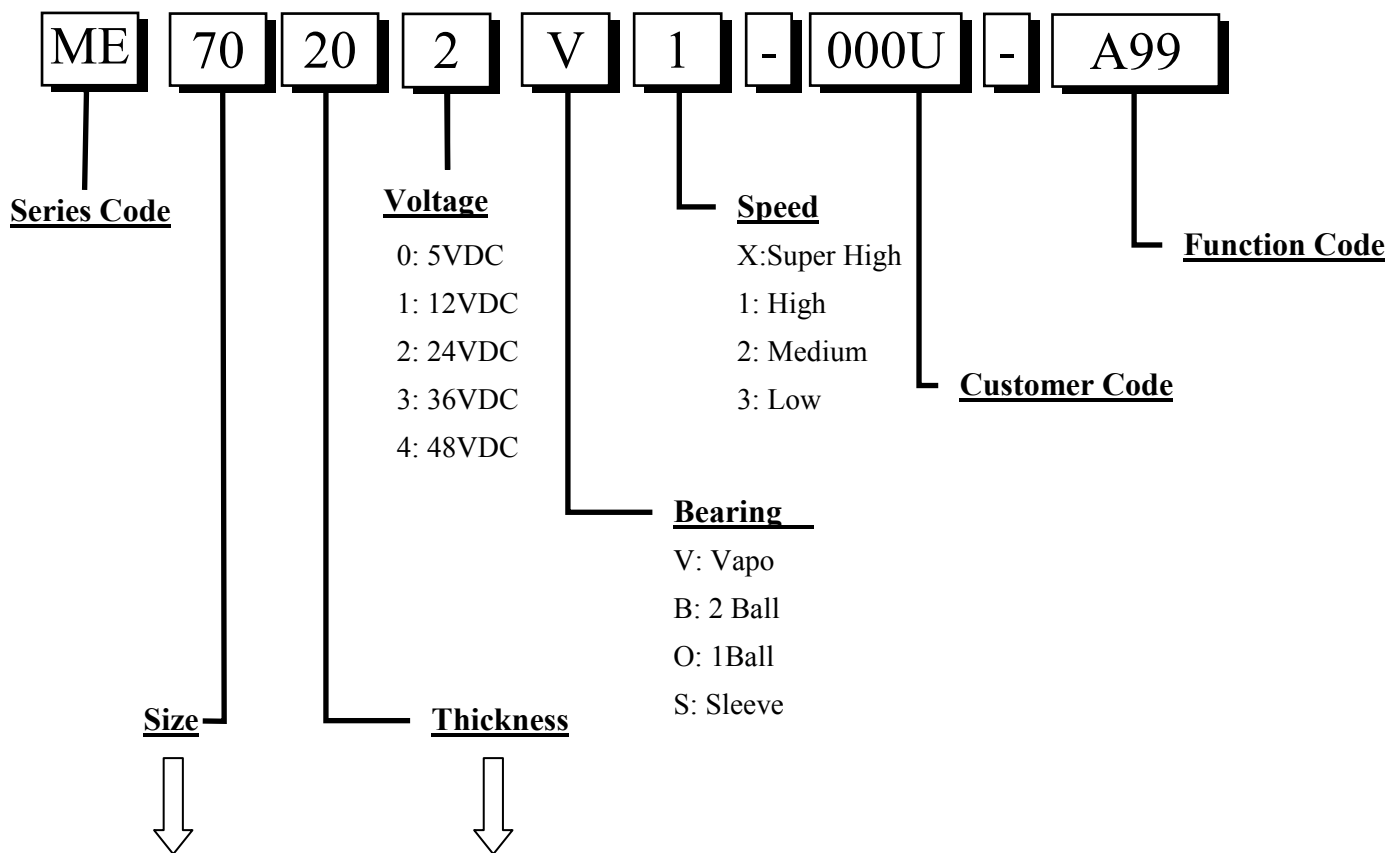 ME 70 20 2 V 1 - 000U - A99
Series Code
Voltage
0: 5VDC
1: 12VDC
2: 24VDC
3: 36VDC
4: 48VDC
Speed
X:Super High
1: High
2: Medium
3: Low
Function Code
Customer Code
Bearing
V: Vapo
B: 2 Ball
O: 1Ball
S: Sleeve
Size
Thickness